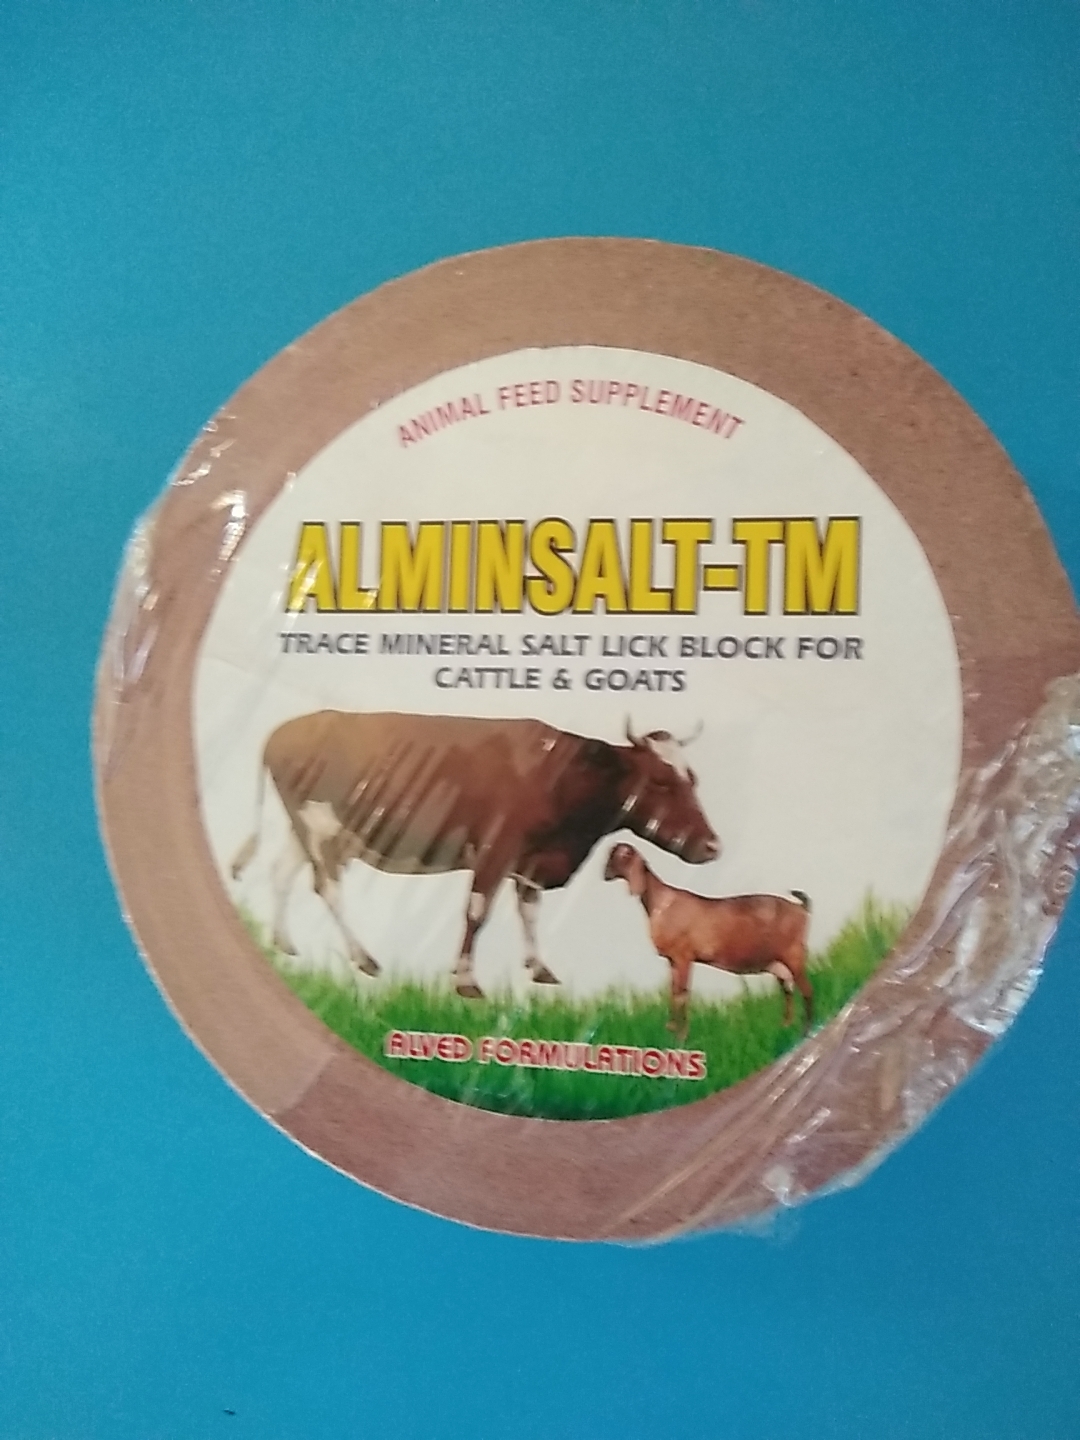 ANIMAL FEED SUPPLEMENT
ALMINSALT-TM
TRACE MINERAL SALT LICK BLOCK FOR
CATTLE & GOATS
ALVED FORMULATIONS